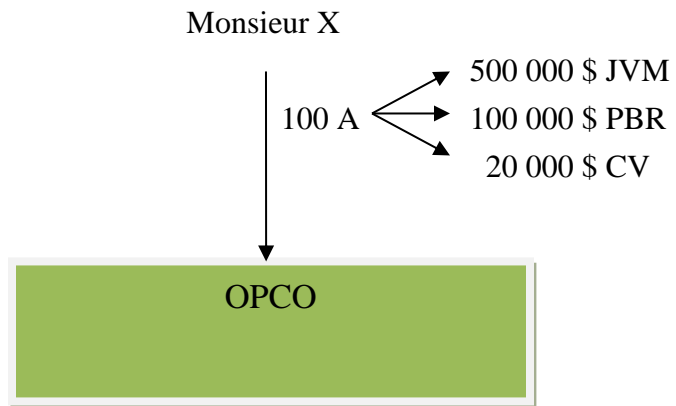 Monsieur X
500 000 $ JVM
100 A
100 000 $ PBR
20 000 $ CV
OPCO